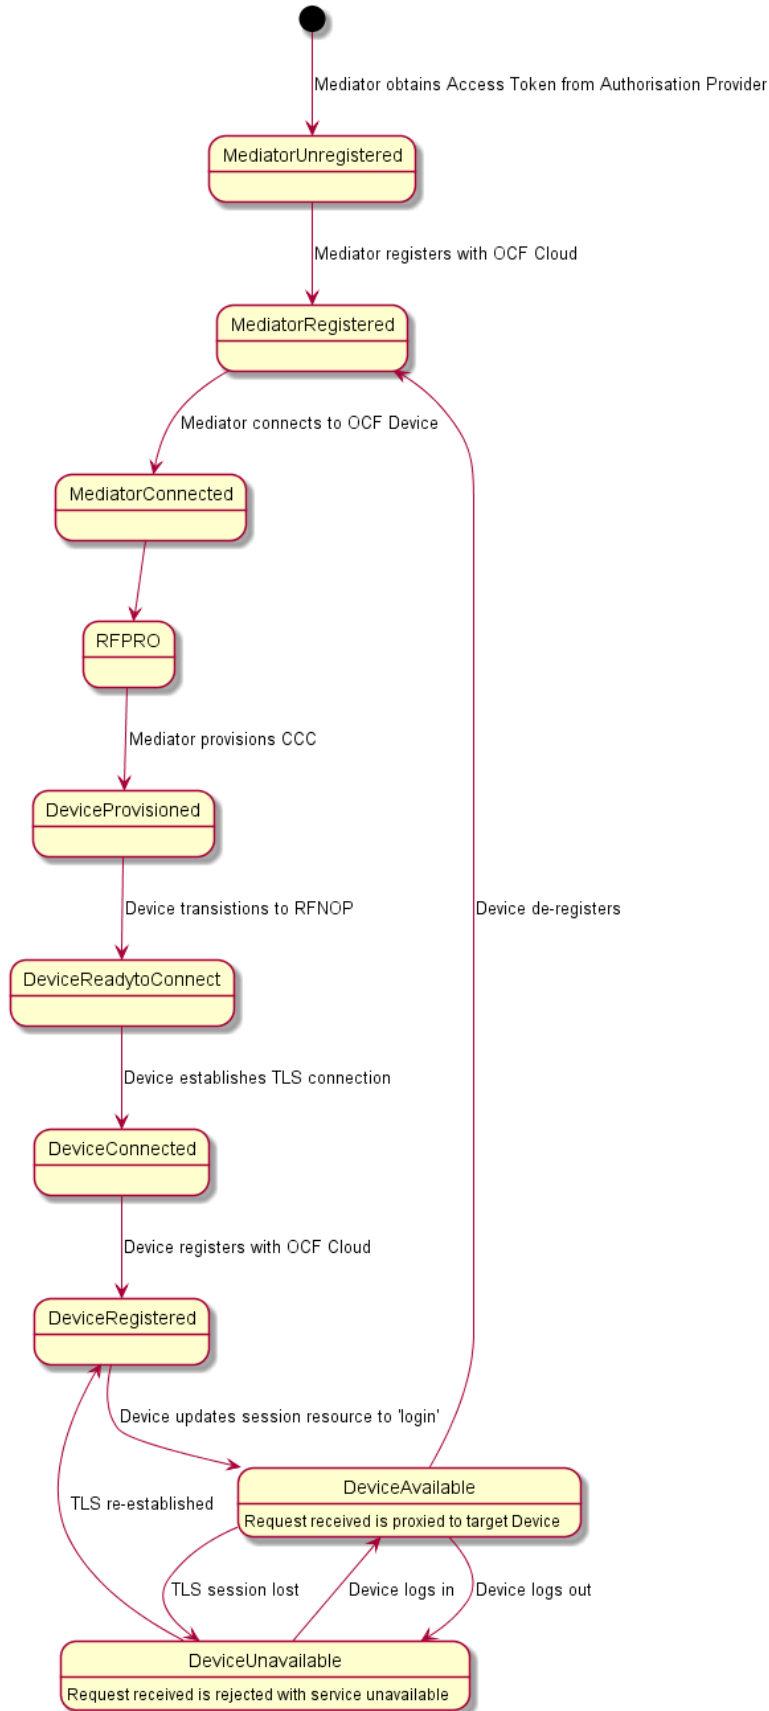 Mediator obtains Access Token from Authorisation Provider
MediatorUnregistered
Mediator registers with OCF Cloud
MediatorRegistered
Mediator connects to OCF Device
MediatorConnected
RFPRO
Mediator provisions CCC
DeviceProvisioned
Device transistions to RFNOP
Device de-registers
DeviceReadytoConnect
Device establishes TLS connection
DeviceConnected
Device registers with OCF Cloud
DeviceRegistered
Device updates session resource to 'login'
DeviceAvailable
Request received is proxied to target Device
TLS re-established
TLS session lost
Device logs in
Device logs out
DeviceUnavailable
Request received is rejected with service unavailable